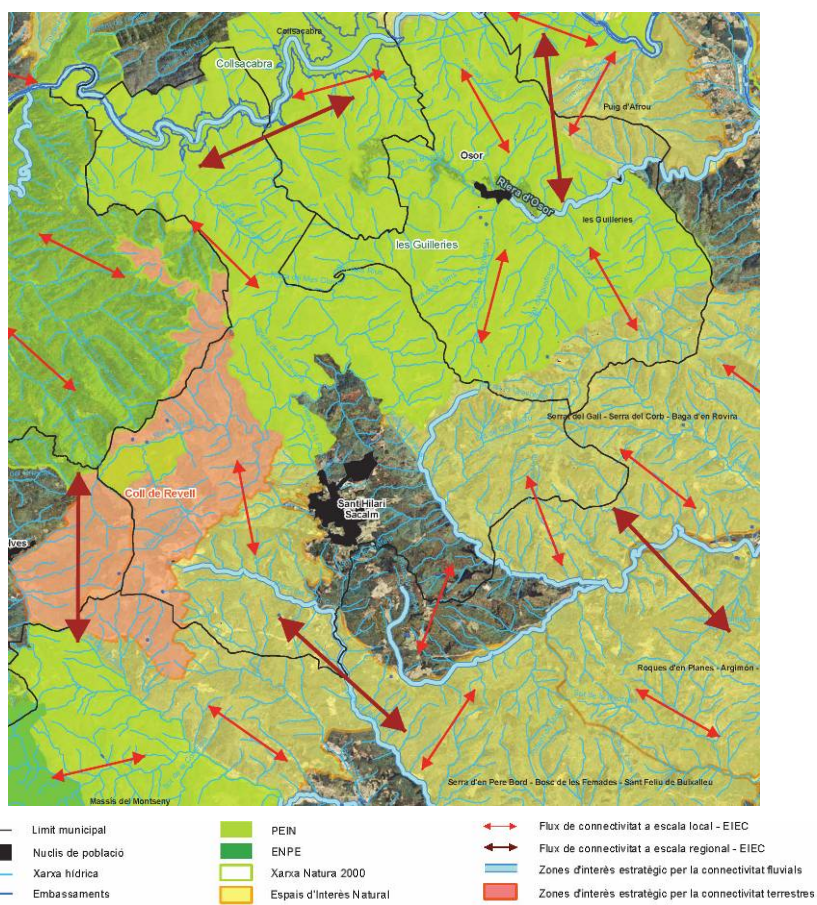 Collsacabra
Collsacabra
Puig d'Afrou
Osor
Riera d'Osor
les Guilleries
les Guilleries
Serrat del Gall - Serra del Corb - Baga d'en Rovira
Coll de Revell
Sant Hilari
Sacalm
lves
Roques d'en Planes - Argimón -
Serra d'en Pere Bord - Bosc de les Femades - Sant Feliu de Buixalleu
Massís del Montseny
Límit municipal
Nuclis de població
Xarxa hídrica
Embassaments
PEIN
ENPE
Xarxa Natura 2000
Espais d'Interès Natural
Flux de connectivitat a escala local - EIEC
Flux de connectivitat a escala regional - EIEC
Zones d'interès estratègic per la connectivitat fluvials
Zones d'interès estratègic per la connectivitat terrestres